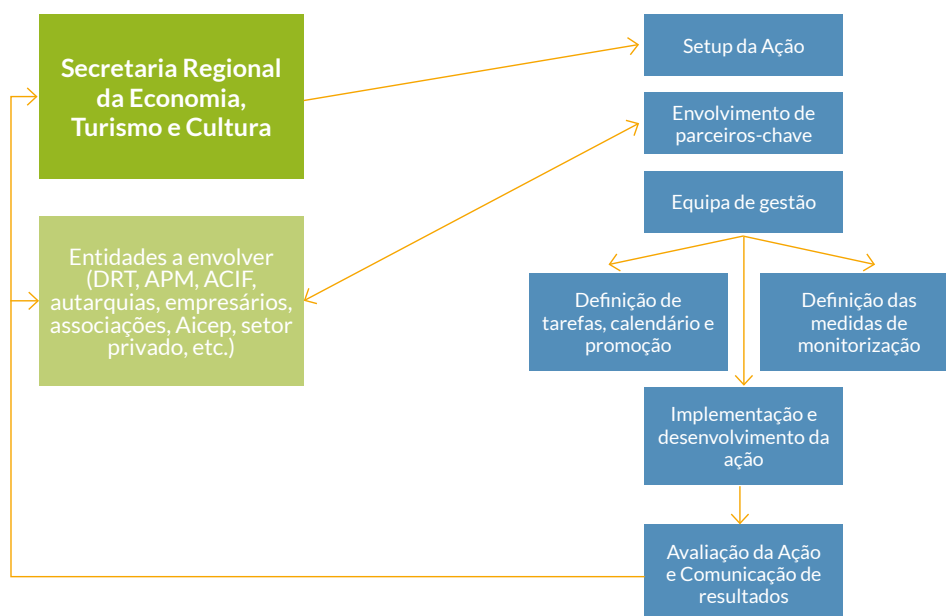 Secretaria Regional
da Economia,
Turismo e Cultura
Entidades a envolver
(DRT, APM, ACIF,
autarquias, empresários,
associações, Aicep, setor
privado, etc.)
Setup da Ação
Envolvimento de
parceiros-chave
Equipa de gestão
Definição de
tarefas, calendário e
promoção
Definição das
medidas de
monitorização
Implementação e
desenvolvimento da
ação
Avaliação da Ação
e Comunicação de
resultados